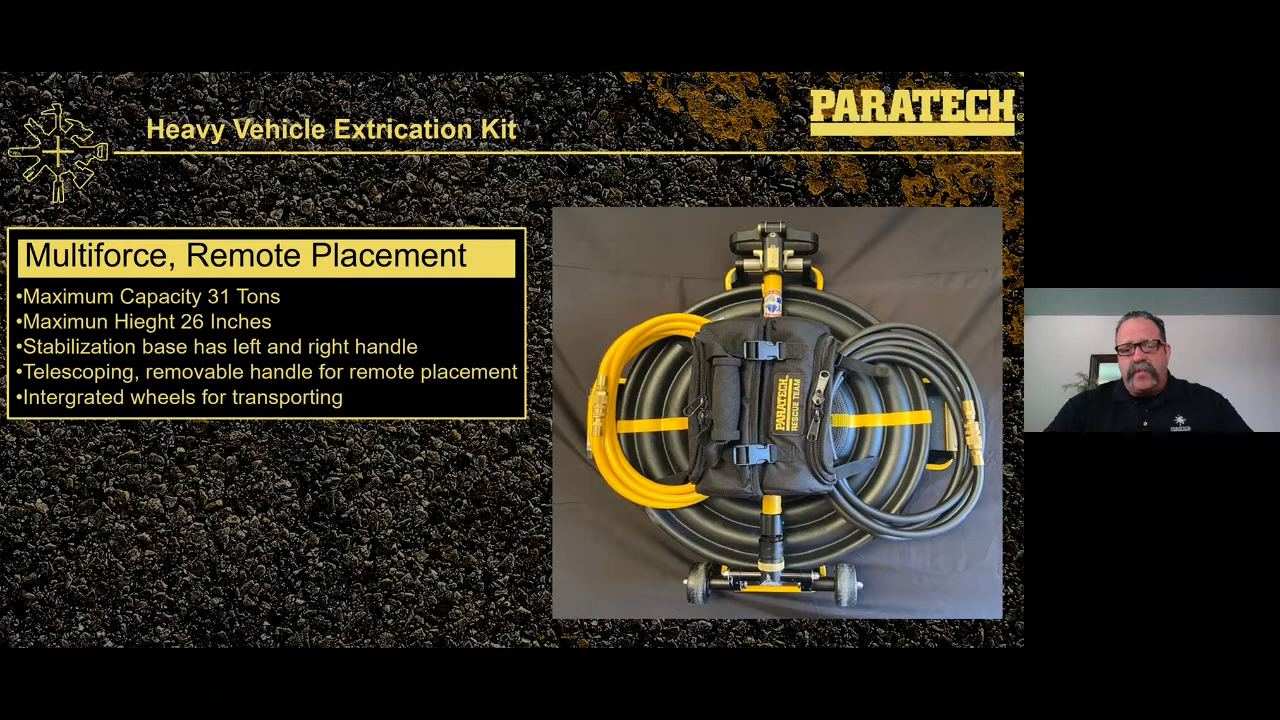 PARATECH®
Heavy Vehicle Extrication Kit
Multiforce, Remote Placement
•Maximum Capacity 31 Tons
•Maximun Hieght 26 Inches
•Stabilization base has left and right handle
•Telescoping, removable handle for remote placement
•Intergrated wheels for transporting
PARATECH
RESCUE TEAM